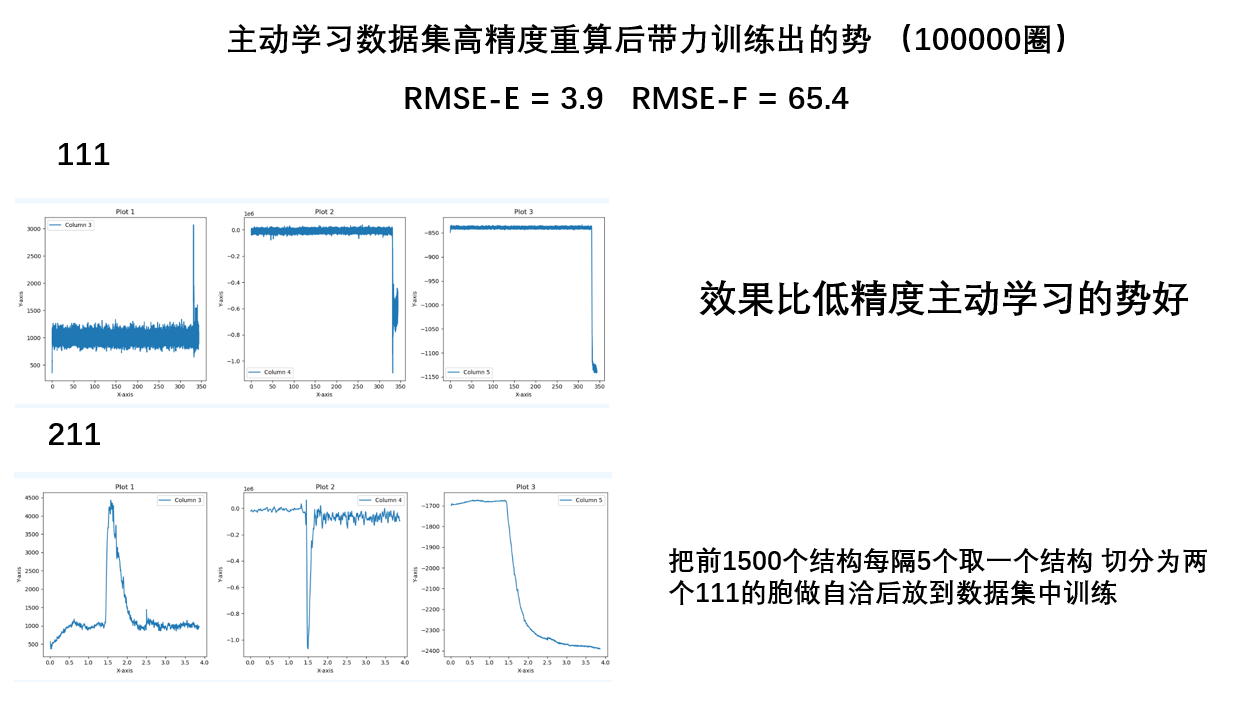 主动学习数据集高精度重算后带力训练出的势 （100000圈）
RMSE-E = 3.9 RMSE-F = 65.4
111
Plot 1
Column 3
3000
2500
2000
1500
1000
500
Y-axis
0 50 100 150 200 250 300 350
X-axis
Plot 2
1e6
0.0
−0.2
−0.4
−0.6
−0.8
−1.0
Y-axis
Column 4
0 50 100 150 200 250 300 350
X-axis
Plot 3
−850
−900
−950
−1000
−1050
−1100
−1150
Y-axis
Column 5
0 50 100 150 200 250 300 350
X-axis
效果比低精度主动学习的势好
211
Plot 1
Column 3
4500
4000
3500
3000
2500
2000
1500
1000
500
Y-axis
0.0 0.5 1.0 1.5 2.0 2.5 3.0 3.5 4.0
X-axis
Plot 2
1e6
Column 4
0.0
−0.2
−0.4
−0.6
−0.8
−1.0
Y-axis
0.0 0.5 1.0 1.5 2.0 2.5 3.0 3.5 4.0
X-axis
Plot 3
Column 5
−1700
−1800
−1900
−2000
−2100
−2200
−2300
−2400
Y-axis
0.0 0.5 1.0 1.5 2.0 2.5 3.0 3.5 4.0
X-axis
把前1500个结构每隔5个取一个结构 切分为两
个111的胞做自洽后放到数据集中训练